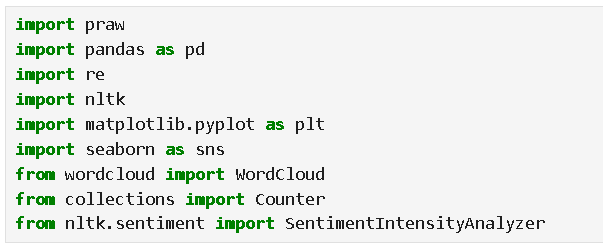 import praw
import pandas as pd
import re
import nltk
import matplotlib.pyplot as plt
import seaborn as sns
from wordcloud import WordCloud
from collections import Counter
from nltk.sentiment import SentimentIntensityAnalyzer